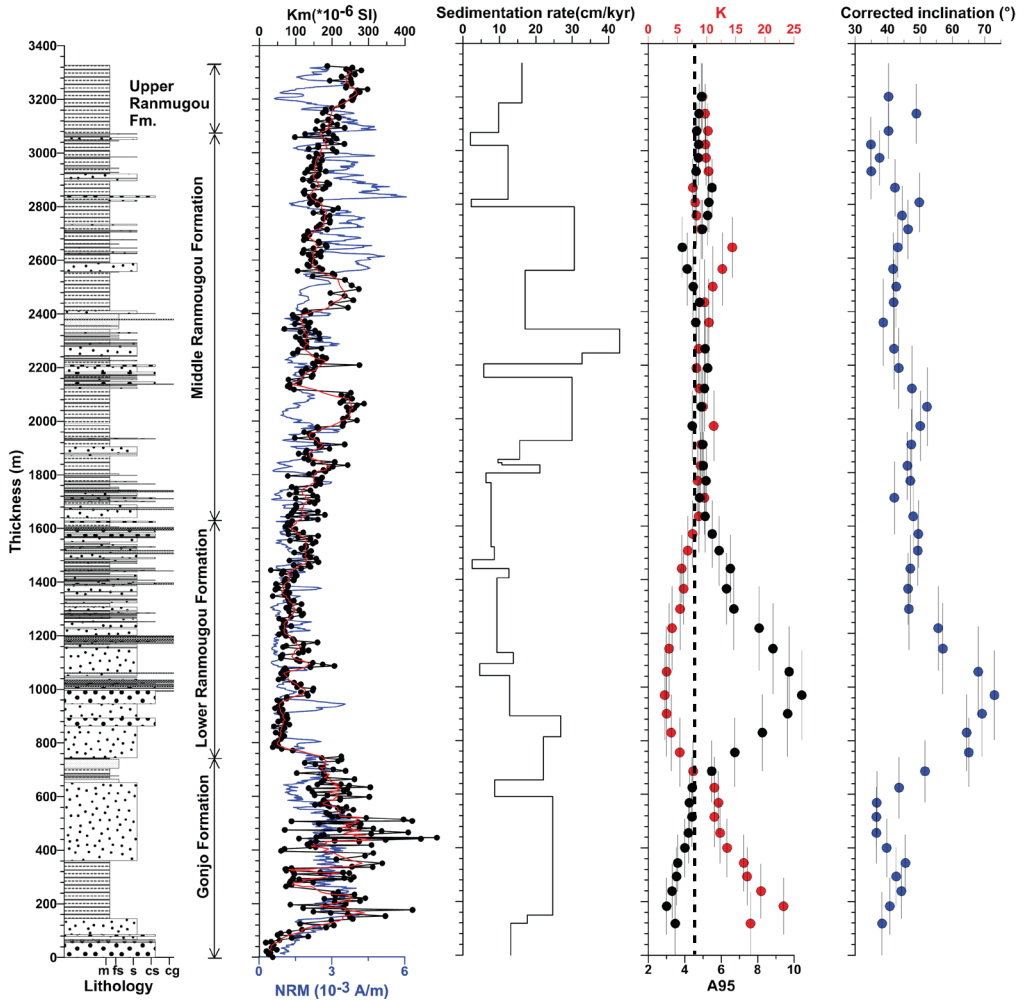 Km(*10-6 SI)
0 100 200 300 400
Sedimentation rate(cm/kyr)
0 10 20 30 40
K
0 5 10 15 20 25
Corrected inclination (°)
30 40 50 60 70
Thickness (m)
3400
3200
3000
2800
2600
2400
2200
2000
1800
1600
1400
1200
1000
800
600
400
200
0
Upper
Ranmugou
Fm.
Middle Ranmougou Formation
Lower Ranmougou Formation
Gonjo Formation
m fs s cs cg
Lithology
0 3 6
NRM (10-3 A/m)
2 4 6 8 10
A95